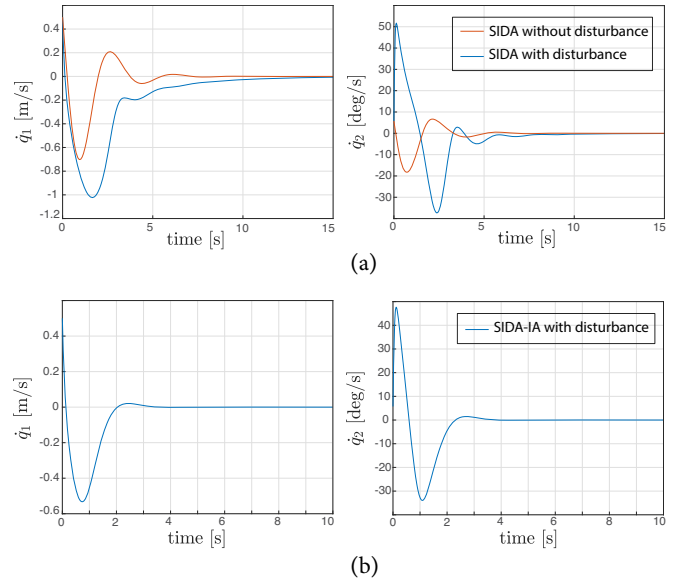 0.4
0.2
0
-0.2
-0.4
-0.6
-0.8
-1
-1.2
q̇₁ [m/s]
0 5 10 15
time [s]
50
40
30
20
10
0
-10
-20
-30
q̇₂ [deg/s]
SIDA without disturbance
SIDA with disturbance
0 5 10 15
time [s]
(a)
0.4
0.2
0
-0.2
-0.4
-0.6
q̇₁ [m/s]
0 2 4 6 8 10
time [s]
40
30
20
10
0
-10
-20
-30
q̇₂ [deg/s]
SIDA-IA with disturbance
0 2 4 6 8 10
time [s]
(b)